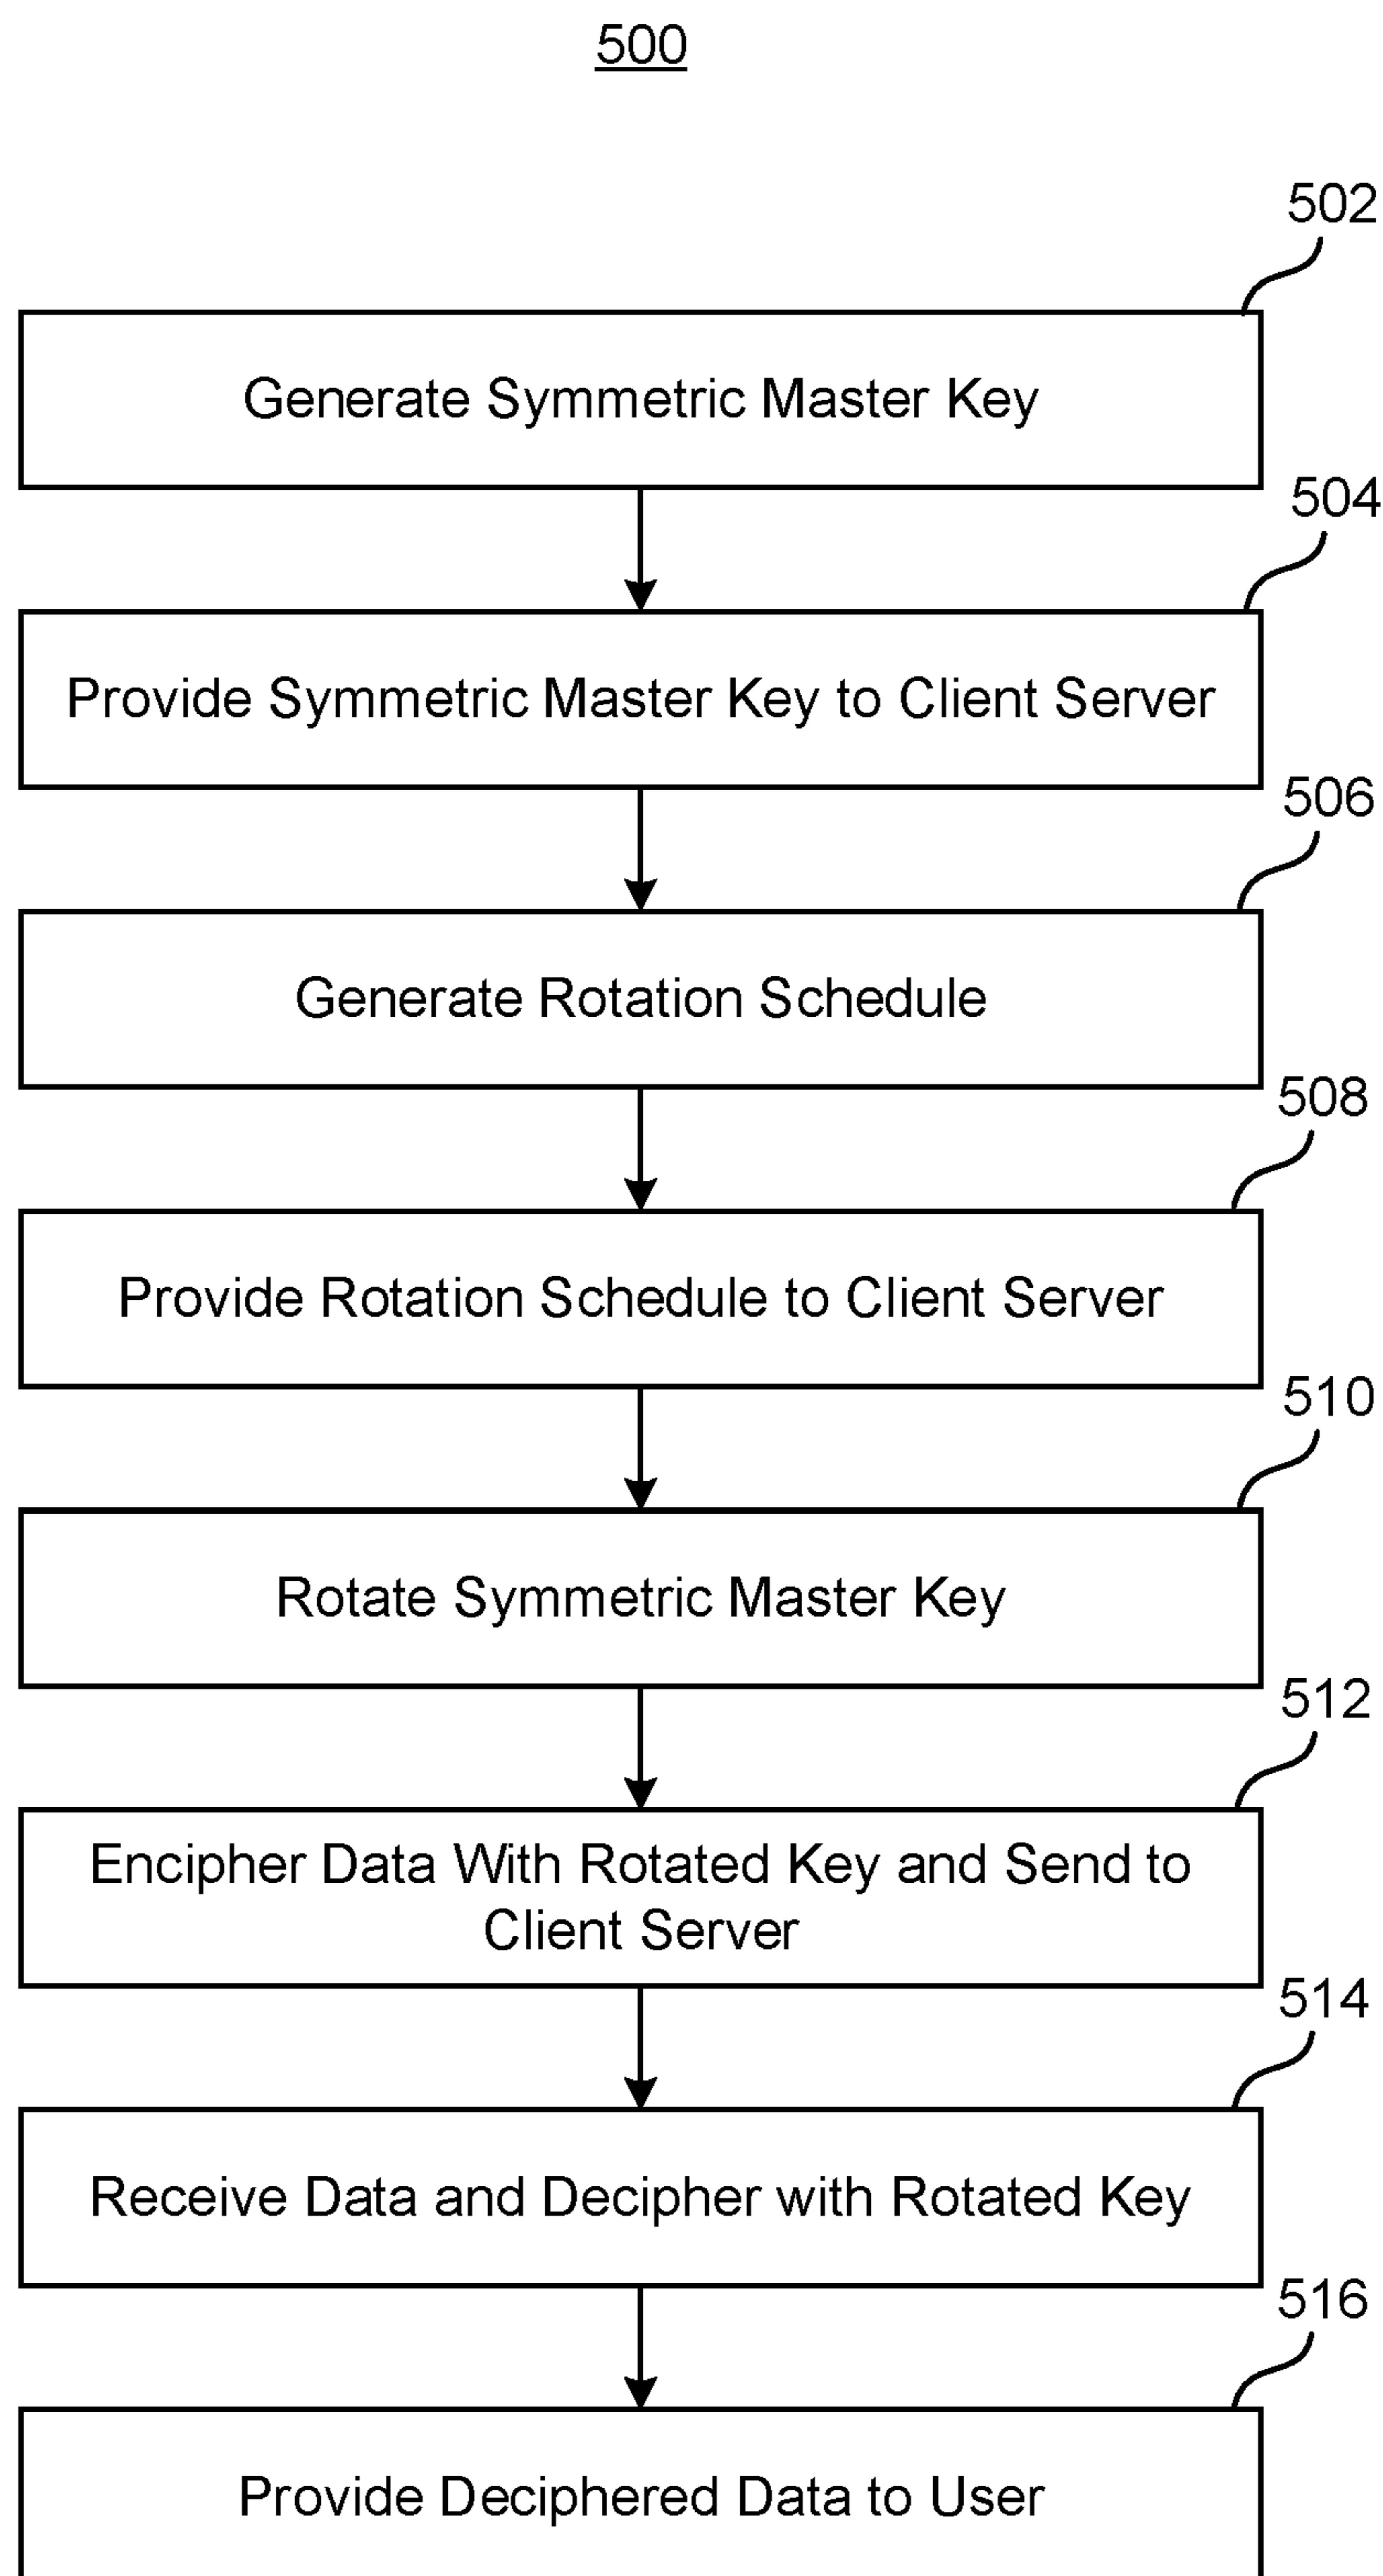 500
502
Generate Symmetric Master Key
504
Provide Symmetric Master Key to Client Server
506
Generate Rotation Schedule
508
Provide Rotation Schedule to Client Server
510
Rotate Symmetric Master Key
512
Encipher Data With Rotated Key and Send to
Client Server
514
Receive Data and Decipher with Rotated Key
516
Provide Deciphered Data to User